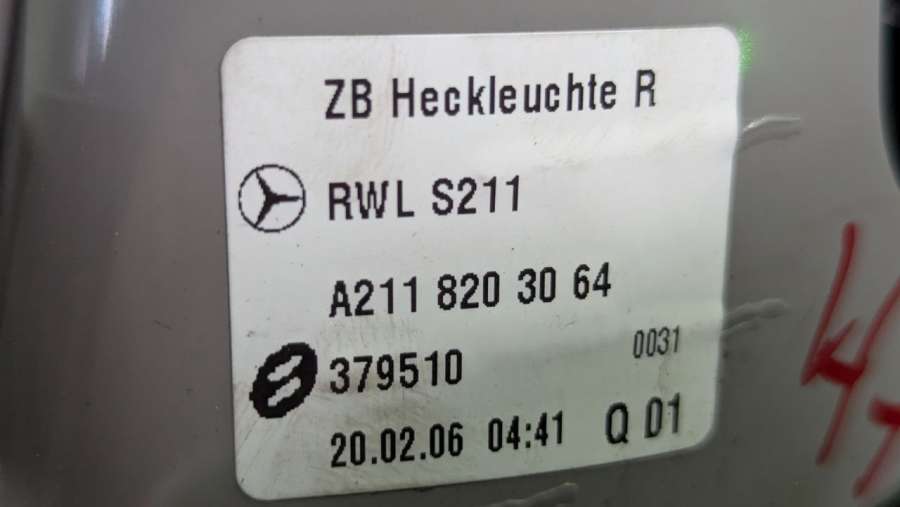 ZB Heckleuchte R
RWL S211
A211 820 30 64
379510 0031
20.02.06 04:41 Q 01